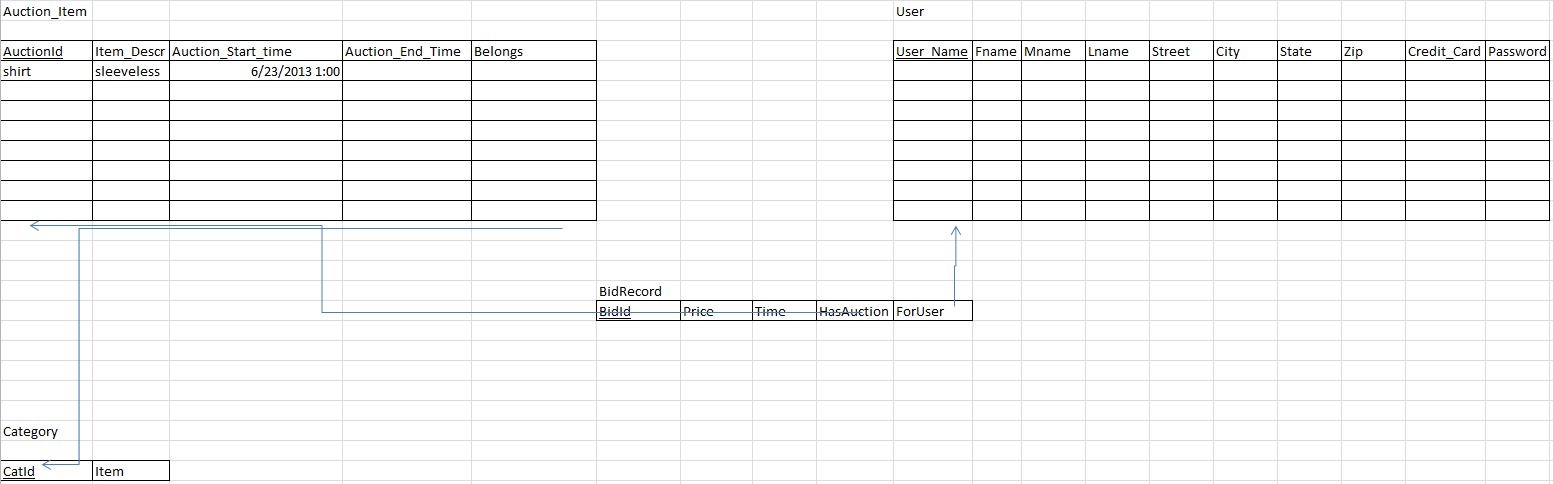 Auction_Item User
AuctionId Item_Descr Auction_Start_time Auction_End_Time Belongs User_Name Fname Mname Lname Street City State Zip Credit_Card Password
shirt sleeveless 6/23/2013 1:00
BidRecord
BidId Price Time HasAuction ForUser
Category
CatId Item